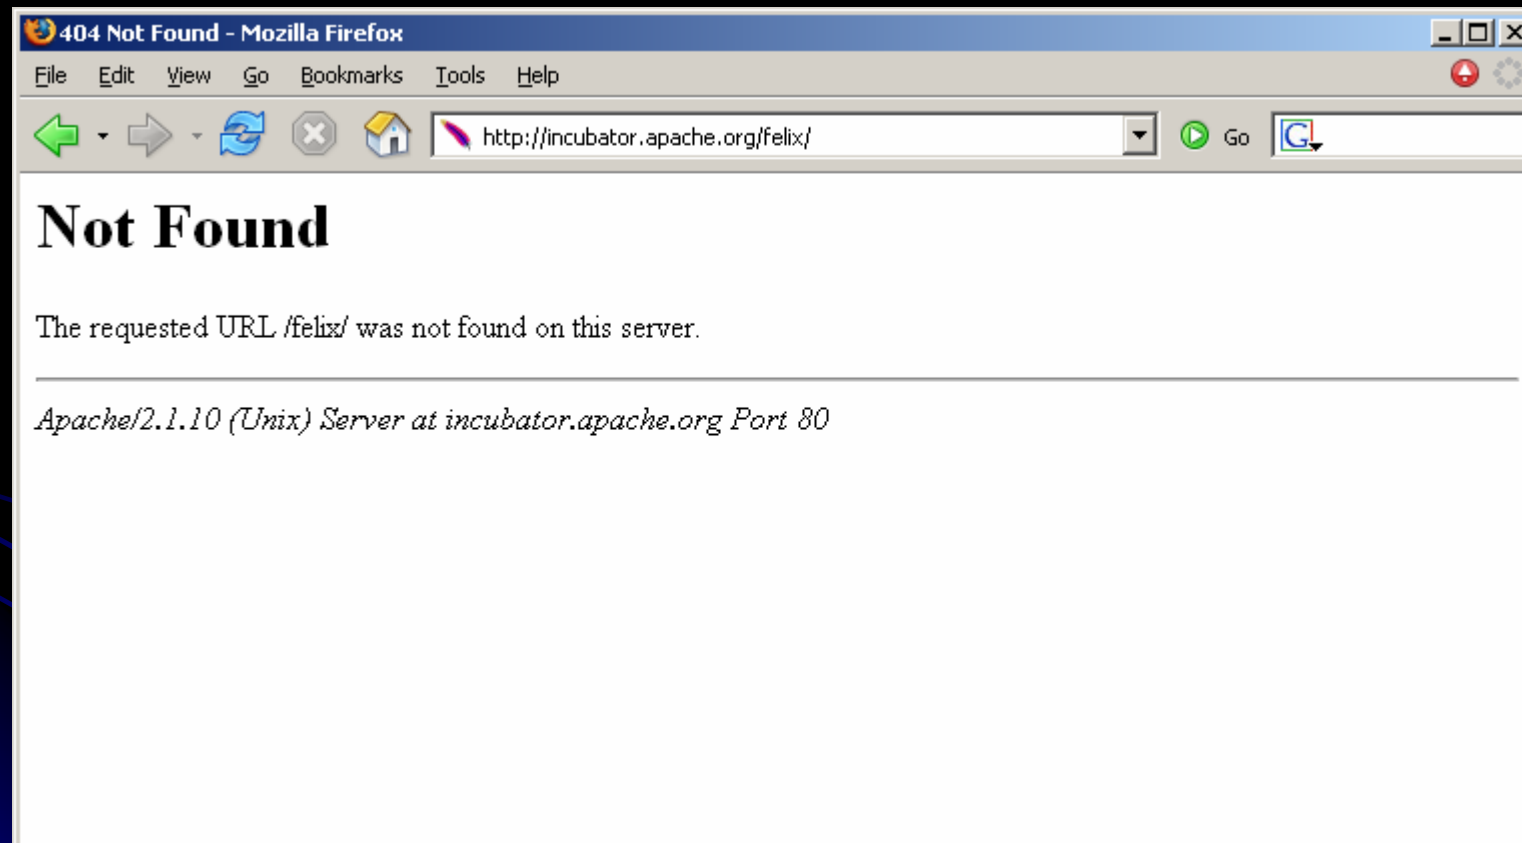 404 Not Found - Mozilla Firefox
File Edit View Go Bookmarks Tools Help
http://incubator.apache.org/felix/ Go G
Not Found
The requested URL /felix/ was not found on this server.
Apache/2.1.10 (Unix) Server at incubator.apache.org Port 80